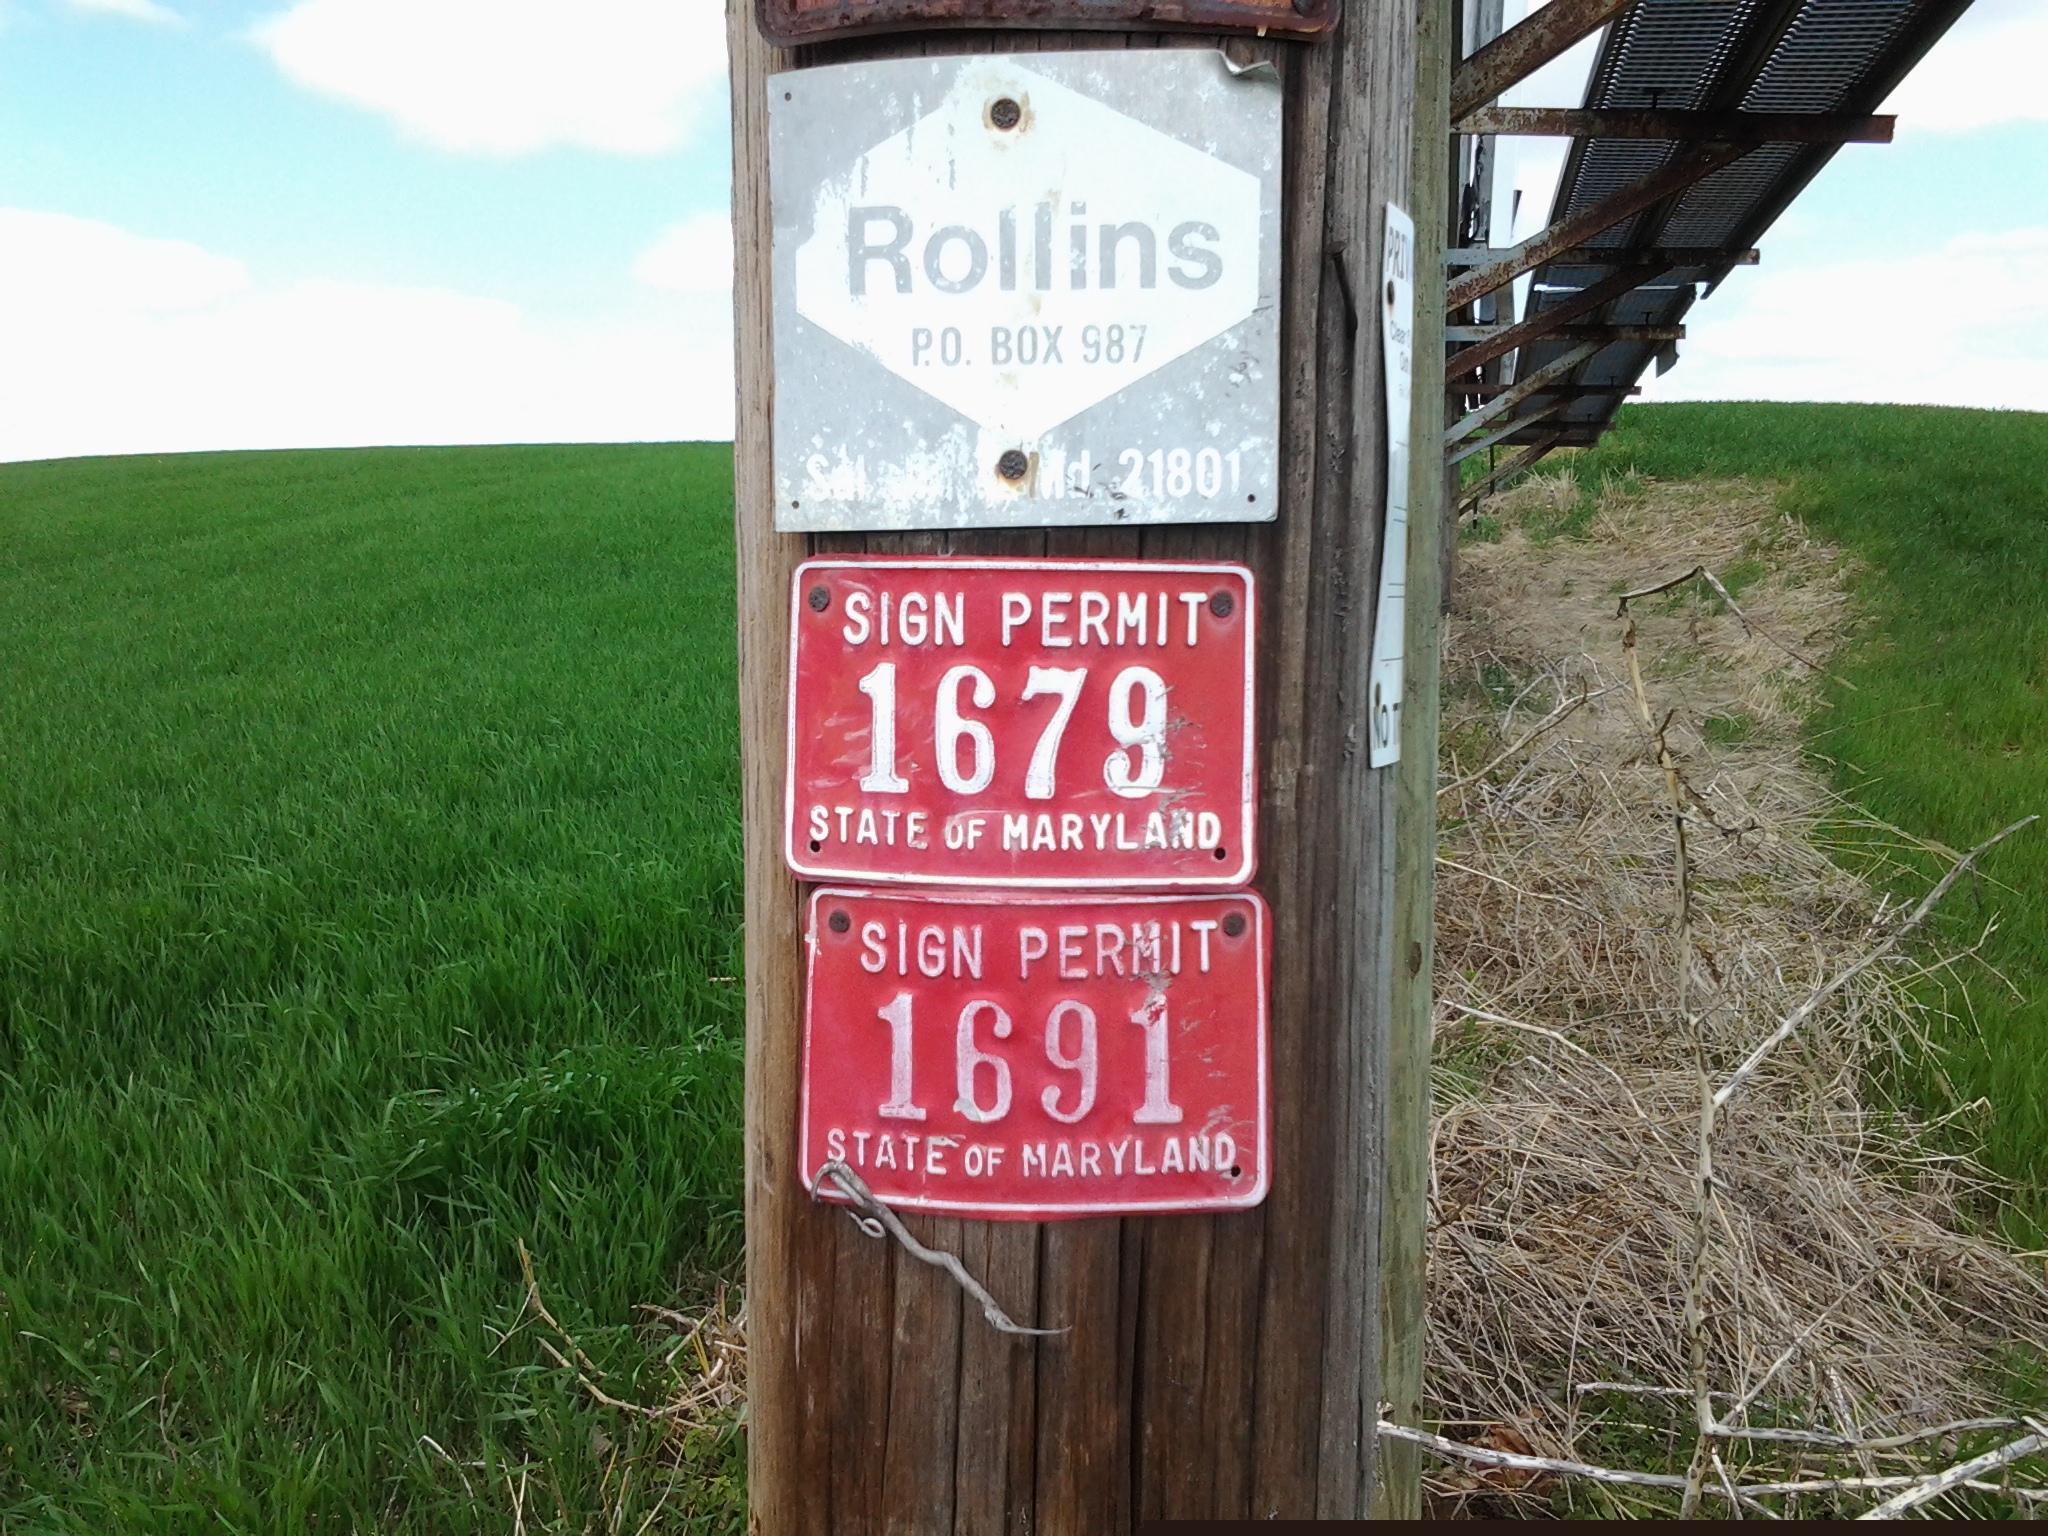 Rollins
P.O. BOX 987
Md. 21801
SIGN PERMIT
1679
STATE OF MARYLAND
SIGN PERMIT
1691
STATE OF MARYLAND